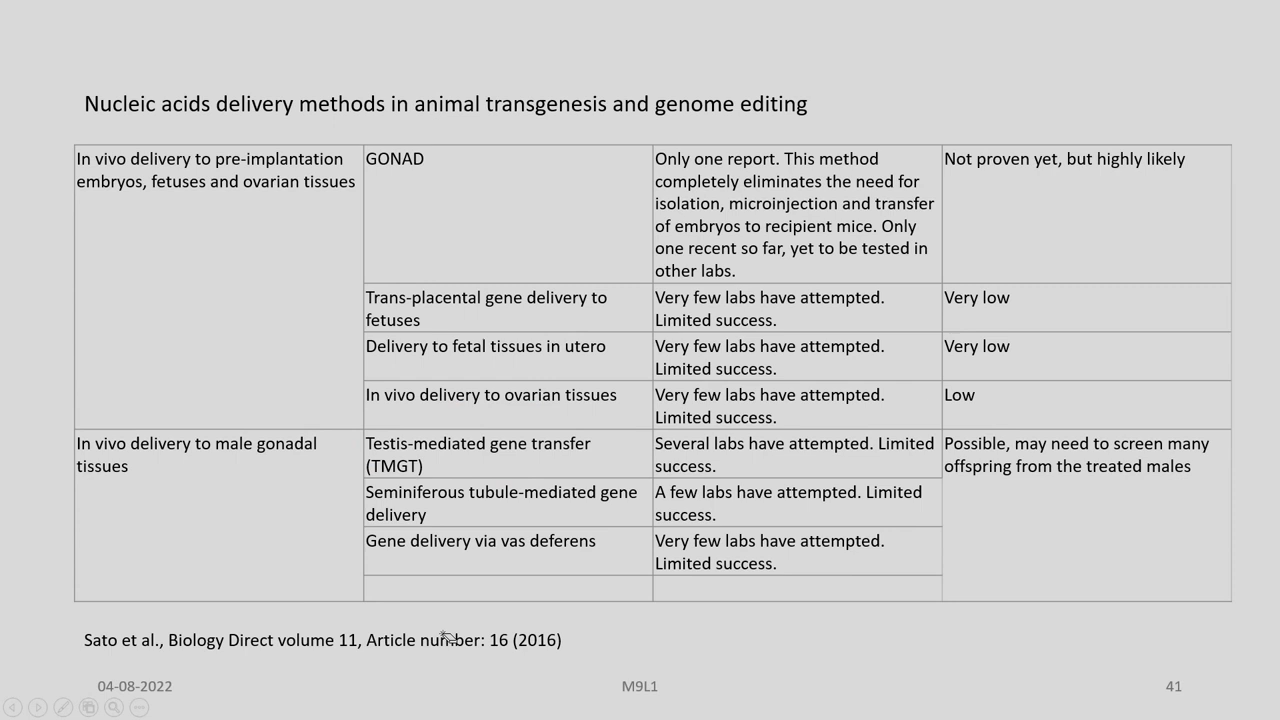 Nucleic acids delivery methods in animal transgenesis and genome editing
In vivo delivery to pre-implantation
embryos, fetuses and ovarian tissues
GONAD
Only one report. This method
completely eliminates the need for
isolation, microinjection and transfer
of embryos to recipient mice. Only
one recent so far, yet to be tested in
other labs.
Not proven yet, but highly likely
Trans-placental gene delivery to
fetuses
Very few labs have attempted.
Limited success.
Very low
Delivery to fetal tissues in utero
Very few labs have attempted.
Limited success.
Very low
In vivo delivery to ovarian tissues
Very few labs have attempted.
Limited success.
Low
In vivo delivery to male gonadal
tissues
Testis-mediated gene transfer
(TMGT)
Several labs have attempted. Limited
success.
Possible, may need to screen many
offspring from the treated males
Seminiferous tubule-mediated gene
delivery
A few labs have attempted. Limited
success.
Gene delivery via vas deferens
Very few labs have attempted.
Limited success.
Sato et al., Biology Direct volume 11, Article number: 16 (2016)
04-08-2022
M9L1
41